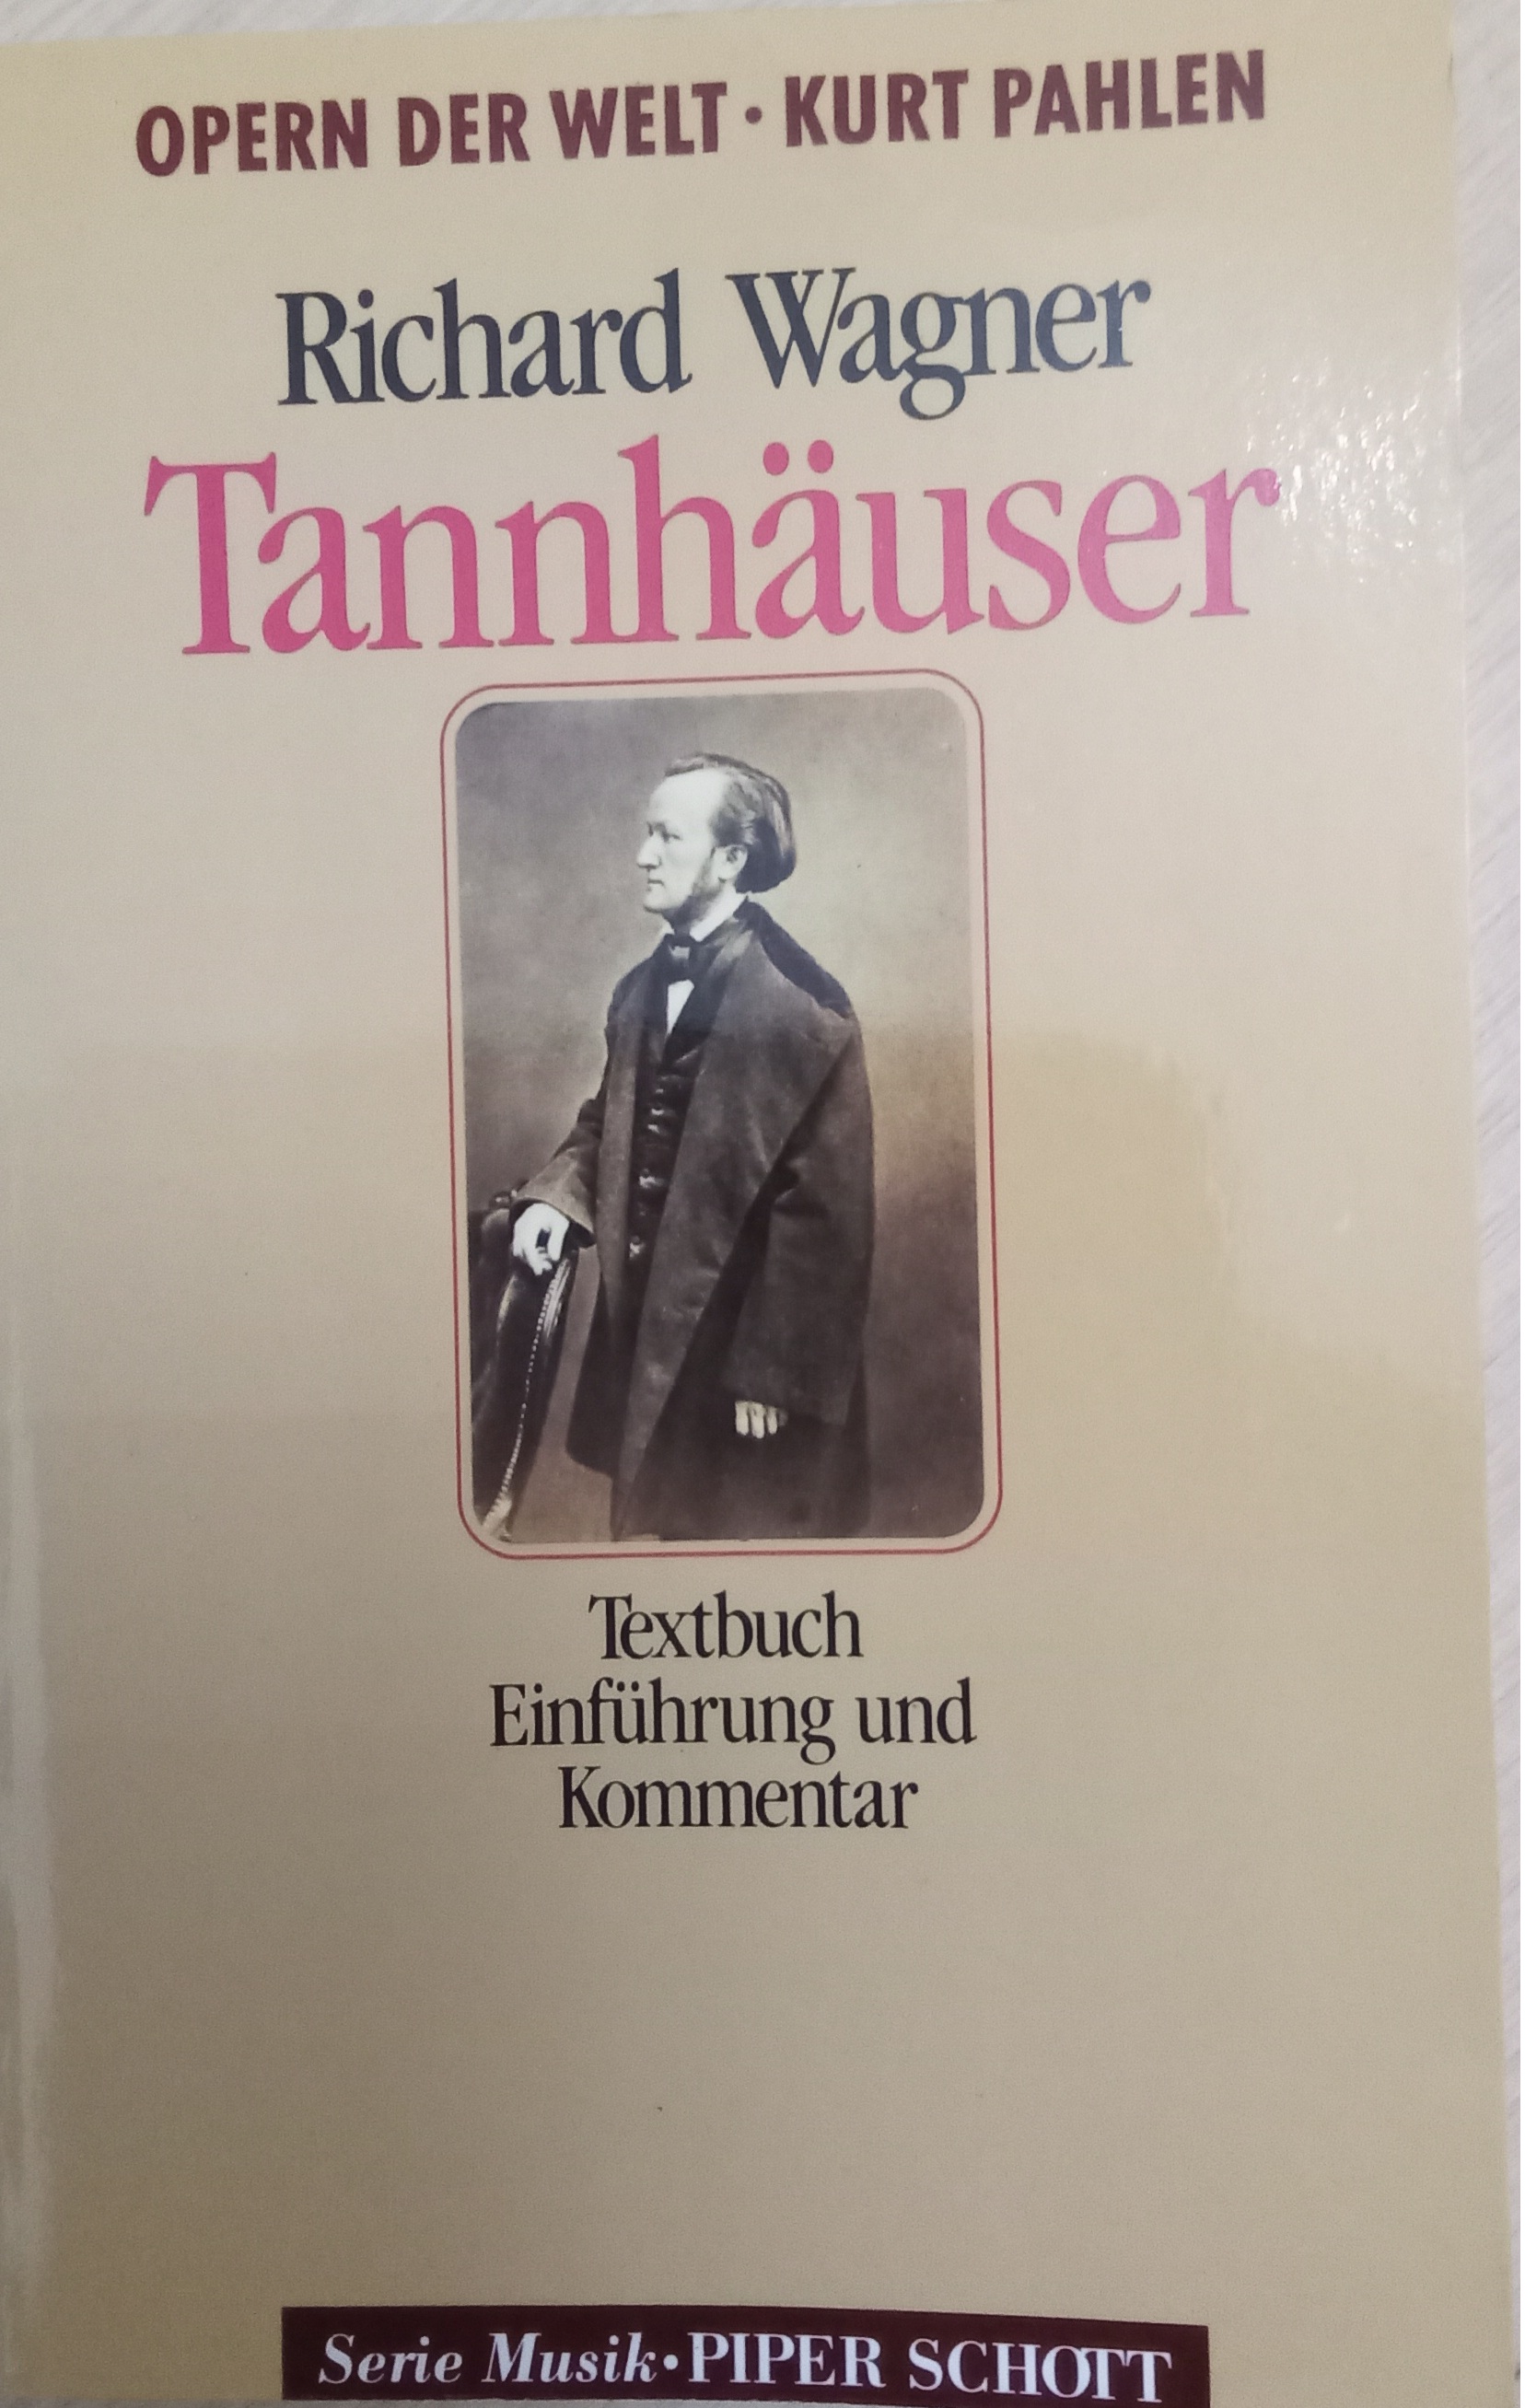 OPERN DER WELT · KURT PAHLEN
Richard Wagner
Tannhäuser
Textbuch
Einführung und
Kommentar
Serie Musik · PIPER SCHOTT